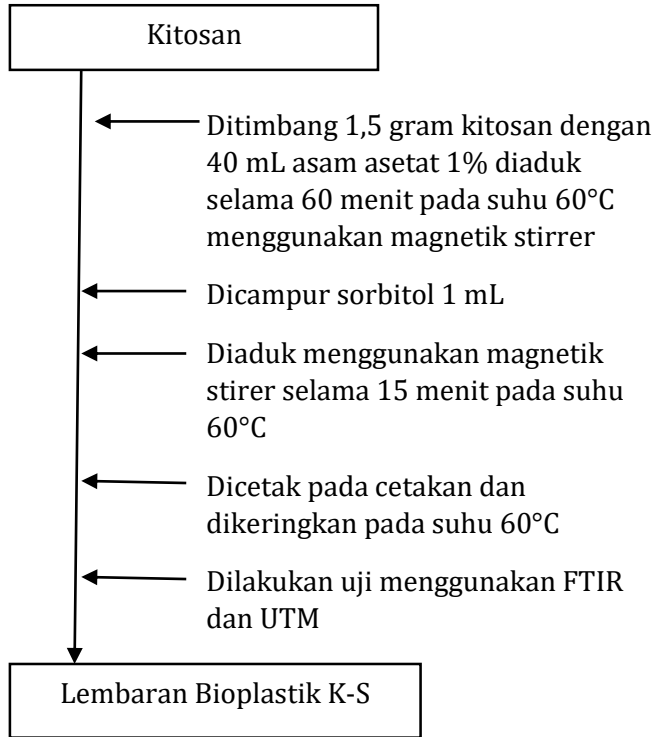 Kitosan
Ditimbang 1,5 gram kitosan dengan
40 mL asam asetat 1% diaduk
selama 60 menit pada suhu 60°C
menggunakan magnetik stirrer
Dicampur sorbitol 1 mL
Diaduk menggunakan magnetik
stirer selama 15 menit pada suhu
60°C
Dicetak pada cetakan dan
dikeringkan pada suhu 60°C
Dilakukan uji menggunakan FTIR
dan UTM
Lembaran Bioplastik K-S